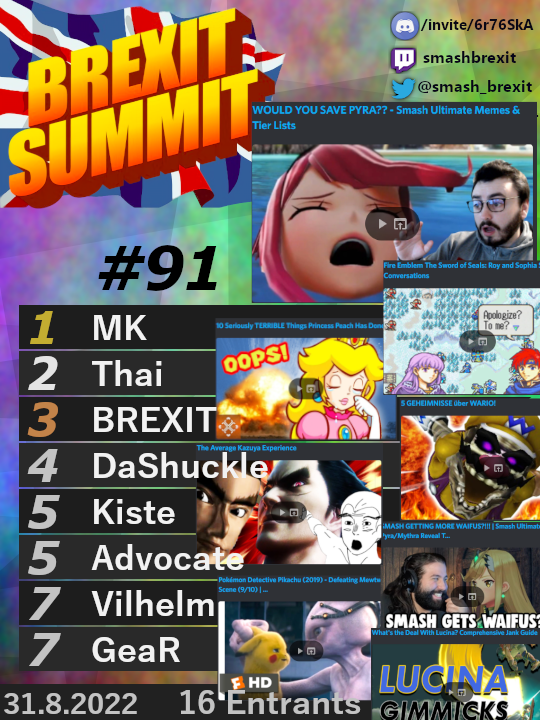 BREXIT
SUMMIT
/invite/6r76SkA
smashbrexit
@smash_brexit
WOULD YOU SAVE PYRA?? - Smash Ultimate Memes &
Tier Lists
#91
Fire Emblem The Sword of Seals: Roy and Sophia S
Conversations
Apologize?
To me?
1 MK
2 Thai
3 BREXIT
4 DaShuckle
5 Kiste
5 Advocate
7 Vilhelm
7 GeaR
10 Seriously TERRIBLE Things Princess Peach Has Done
OOPS!
5 GEHEIMNISSE über WARIO!
The Average Kazuya Experience
SMASH GETTING MORE WAIFUS?!!! | Smash Ultimate
Pyra/Mythra Reveal T...
SMASH GETS WAIFUS?
Pokémon Detective Pikachu (2019) - Defeating Mewtwo
Scene (9/10) | ...
HD
What's the Deal With Lucina? Comprehensive Jank Guide
LUCINA
GIMMICKS
31.8.2022
16 Entrants